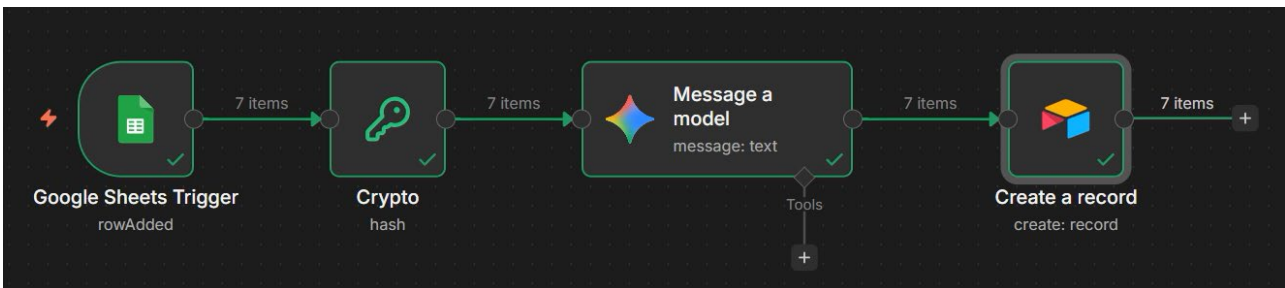 7 items
7 items
Message a
model
message: text
7 items
7 items
Google Sheets Trigger
rowAdded
Crypto
hash
Tools
Create a record
create: record